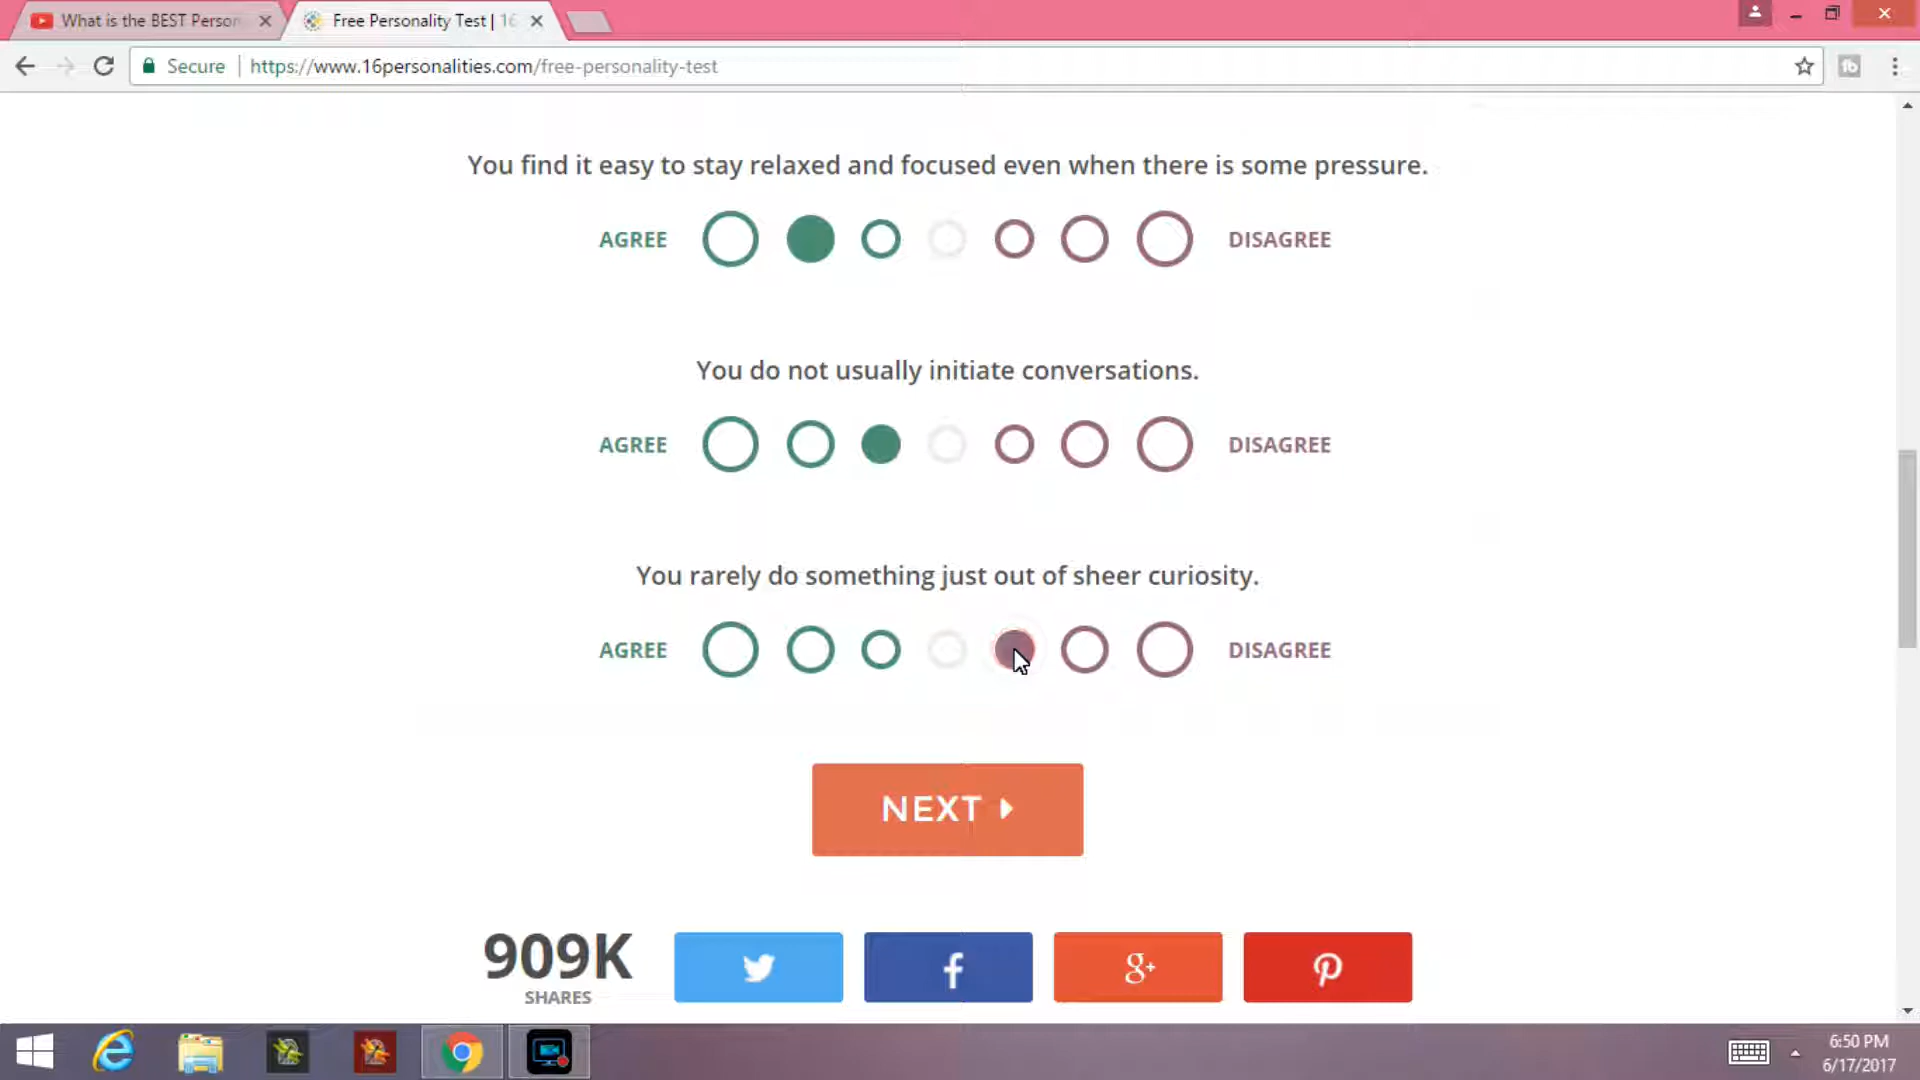 What is the BEST Person
Free Personality Test | 16
Secure
https://www.16personalities.com/free-personality-test
You find it easy to stay relaxed and focused even when there is some pressure.
AGREE
DISAGREE
You do not usually initiate conversations.
AGREE
DISAGREE
You rarely do something just out of sheer curiosity.
AGREE
DISAGREE
NEXT
909K
SHARES
6:50 PM
6/17/2017